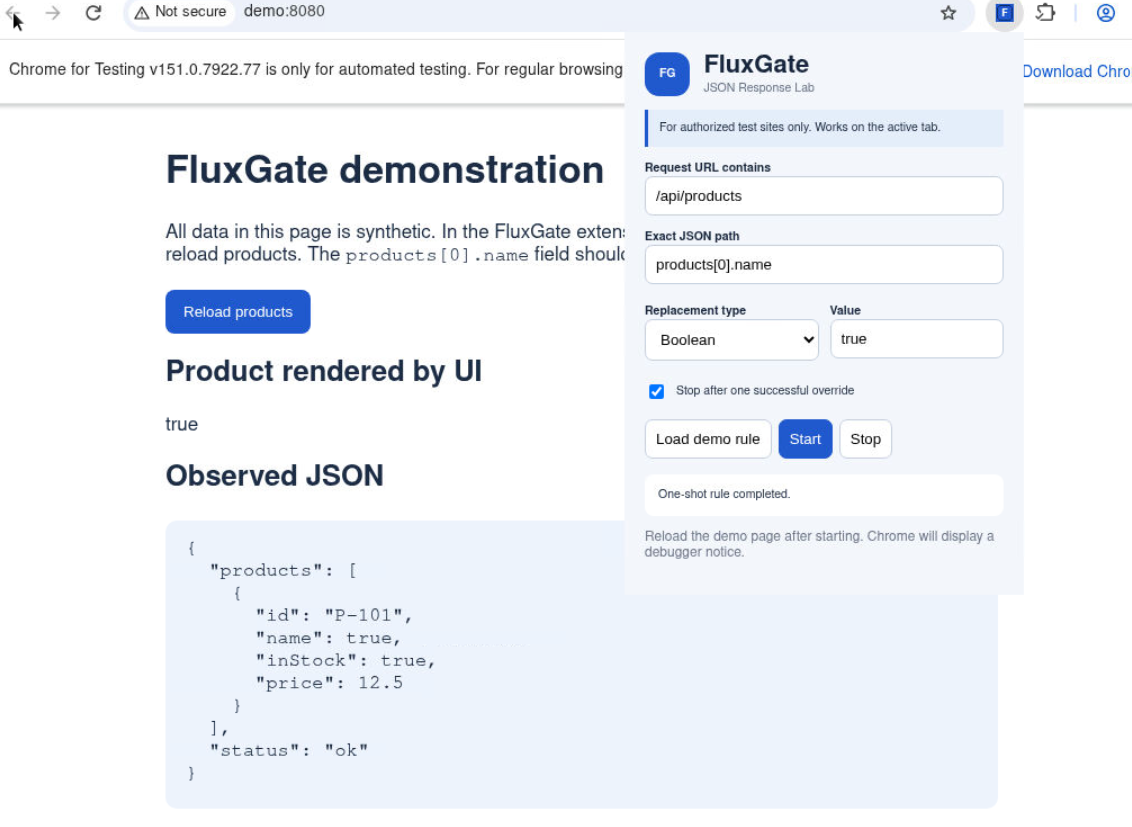 Not secure
demo:8080
F
Chrome for Testing v151.0.7922.77 is only for automated testing. For regular browsing
Download Chro
FG
FluxGate
JSON Response Lab
For authorized test sites only. Works on the active tab.
Request URL contains
/api/products
Exact JSON path
products[0].name
Replacement type
Value
Boolean
true
Stop after one successful override
Load demo rule
Start
Stop
One-shot rule completed.
Reload the demo page after starting. Chrome will display a
debugger notice.
FluxGate demonstration
All data in this page is synthetic. In the FluxGate exten
reload products. The products[0].name field should
Reload products
Product rendered by UI
true
Observed JSON
{
"products": [
{
"id": "P-101",
"name": true,
"inStock": true,
"price": 12.5
}
],
"status": "ok"
}